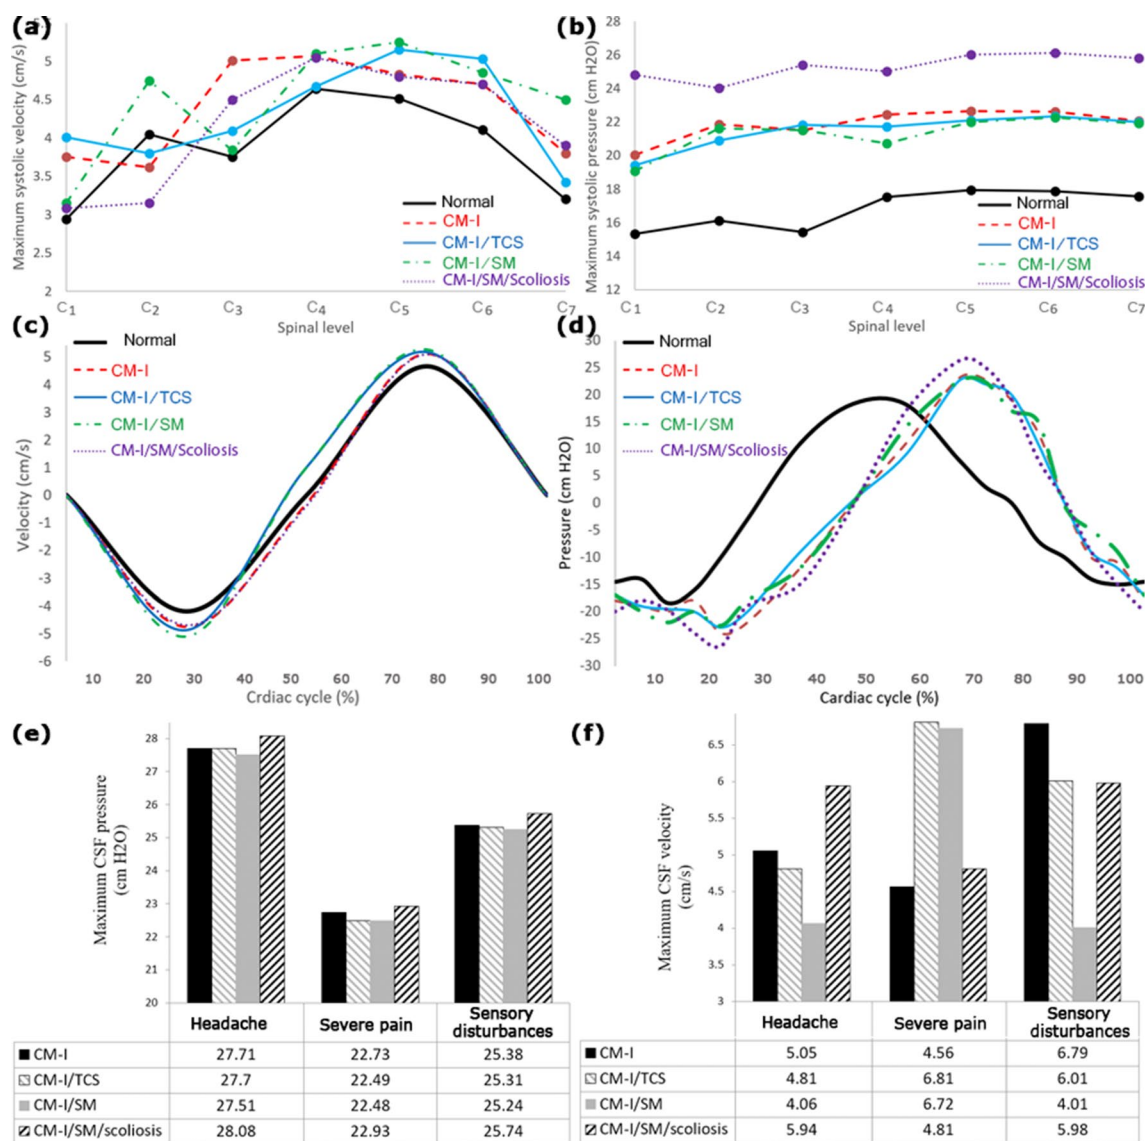 (a)
Maximum systolic velocity (cm/s)
5
4.5
4
3.5
3
2.5
2
Normal
CM-I
CM-I/TCS
CM-I/SM
CM-I/SM/Scoliosis
C1 C2 C3 C4 C5 C6 C7
Spinal level
(b)
Maximum systolic pressure (cm H2O)
28
26
24
22
20
18
16
14
12
Normal
CM-I
CM-I/TCS
CM-I/SM
CM-I/SM/Scoliosis
C1 C2 C3 C4 C5 C6 C7
Spinal level
(c)
Normal
CM-I
CM-I/TCS
CM-I/SM
CM-I/SM/Scoliosis
Velocity (cm/s)
5
4
3
2
1
0
-1
-2
-3
-4
-5
-6
10 20 30 40 50 60 70 80 90 100
Crdiac cycle (%)
(d)
Normal
CM-I
CM-I/TCS
CM-I/SM
CM-I/SM/Scoliosis
Pressure (cm H2O)
30
25
20
15
10
5
0
-5
-10
-15
-20
-25
-30
10 20 30 40 50 60 70 80 90 100
Cardiac cycle (%)
(e)
Maximum CSF pressure
(cm H2O)
28
27
26
25
24
23
22
21
20
Headache Severe pain Sensory
disturbances
CM-I 27.71 22.73 25.38
CM-I/TCS 27.7 22.49 25.31
CM-I/SM 27.51 22.48 25.24
CM-I/SM/scoliosis 28.08 22.93 25.74
(f)
Maximum CSF velocity
(cm/s)
6.5
6
5
4.5
4
3.5
3
Headache Severe pain Sensory
disturbances
CM-I 5.05 4.56 6.79
CM-I/TCS 4.81 6.81 6.01
CM-I/SM 4.06 6.72 4.01
CM-I/SM/scoliosis 5.94 4.81 5.98